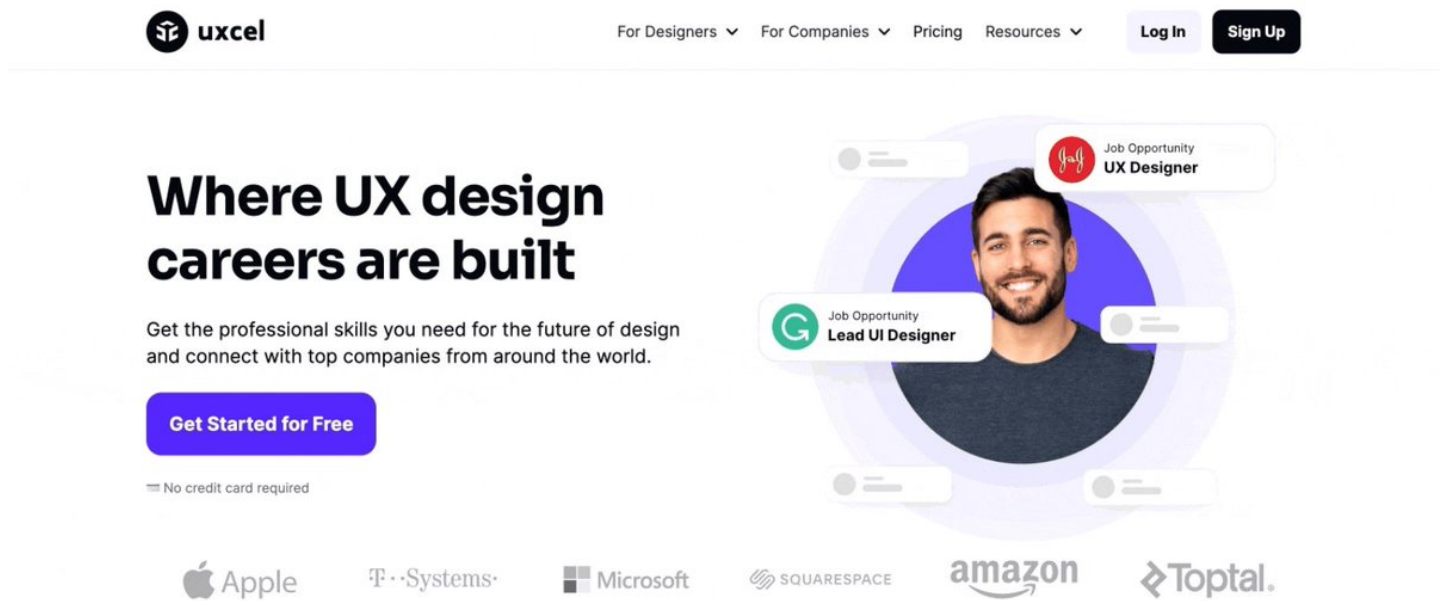 uxcel
For Designers
For Companies
Pricing
Resources
Log In
Sign Up
Where UX design
careers are built
Get the professional skills you need for the future of design
and connect with top companies from around the world.
Get Started for Free
No credit card required
J&J
Job Opportunity
UX Designer
G
Job Opportunity
Lead UI Designer
Apple
T··Systems·
Microsoft
SQUARESPACE
amazon
Toptal®